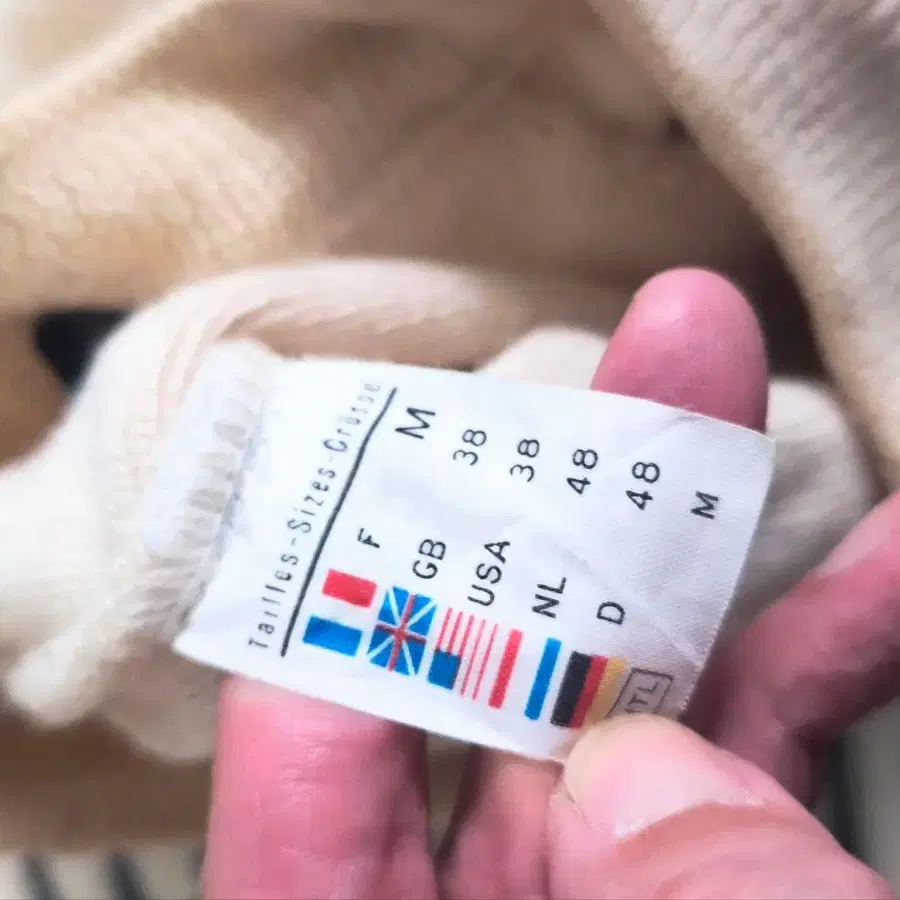 Tailles-Sizes-Grösse
F M
GB 38
USA 38
NL 48
D 48
M